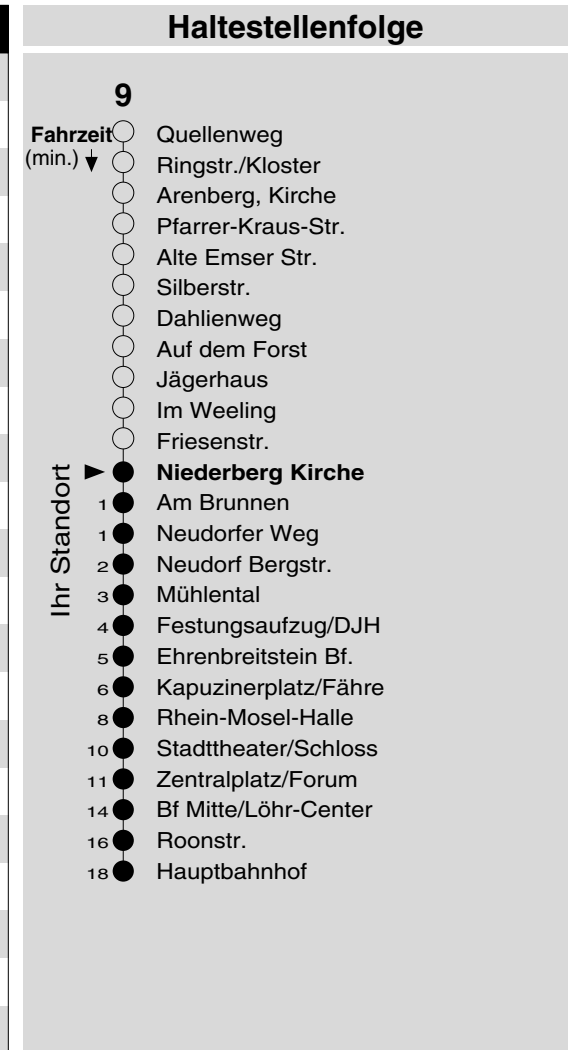 Haltestellenfolge
9
Fahrzeit Quellenweg
(min.) Ringstr./Kloster
Arenberg, Kirche
Pfarrer-Kraus-Str.
Alte Emser Str.
Silberstr.
Dahlienweg
Auf dem Forst
Jägerhaus
Im Weeling
Friesenstr.
Ihr Standort
Niederberg Kirche
1 Am Brunnen
1 Neudorfer Weg
2 Neudorf Bergstr.
3 Mühlental
4 Festungsaufzug/DJH
5 Ehrenbreitstein Bf.
6 Kapuzinerplatz/Fähre
8 Rhein-Mosel-Halle
10 Stadttheater/Schloss
11 Zentralplatz/Forum
14 Bf Mitte/Löhr-Center
16 Roonstr.
18 Hauptbahnhof